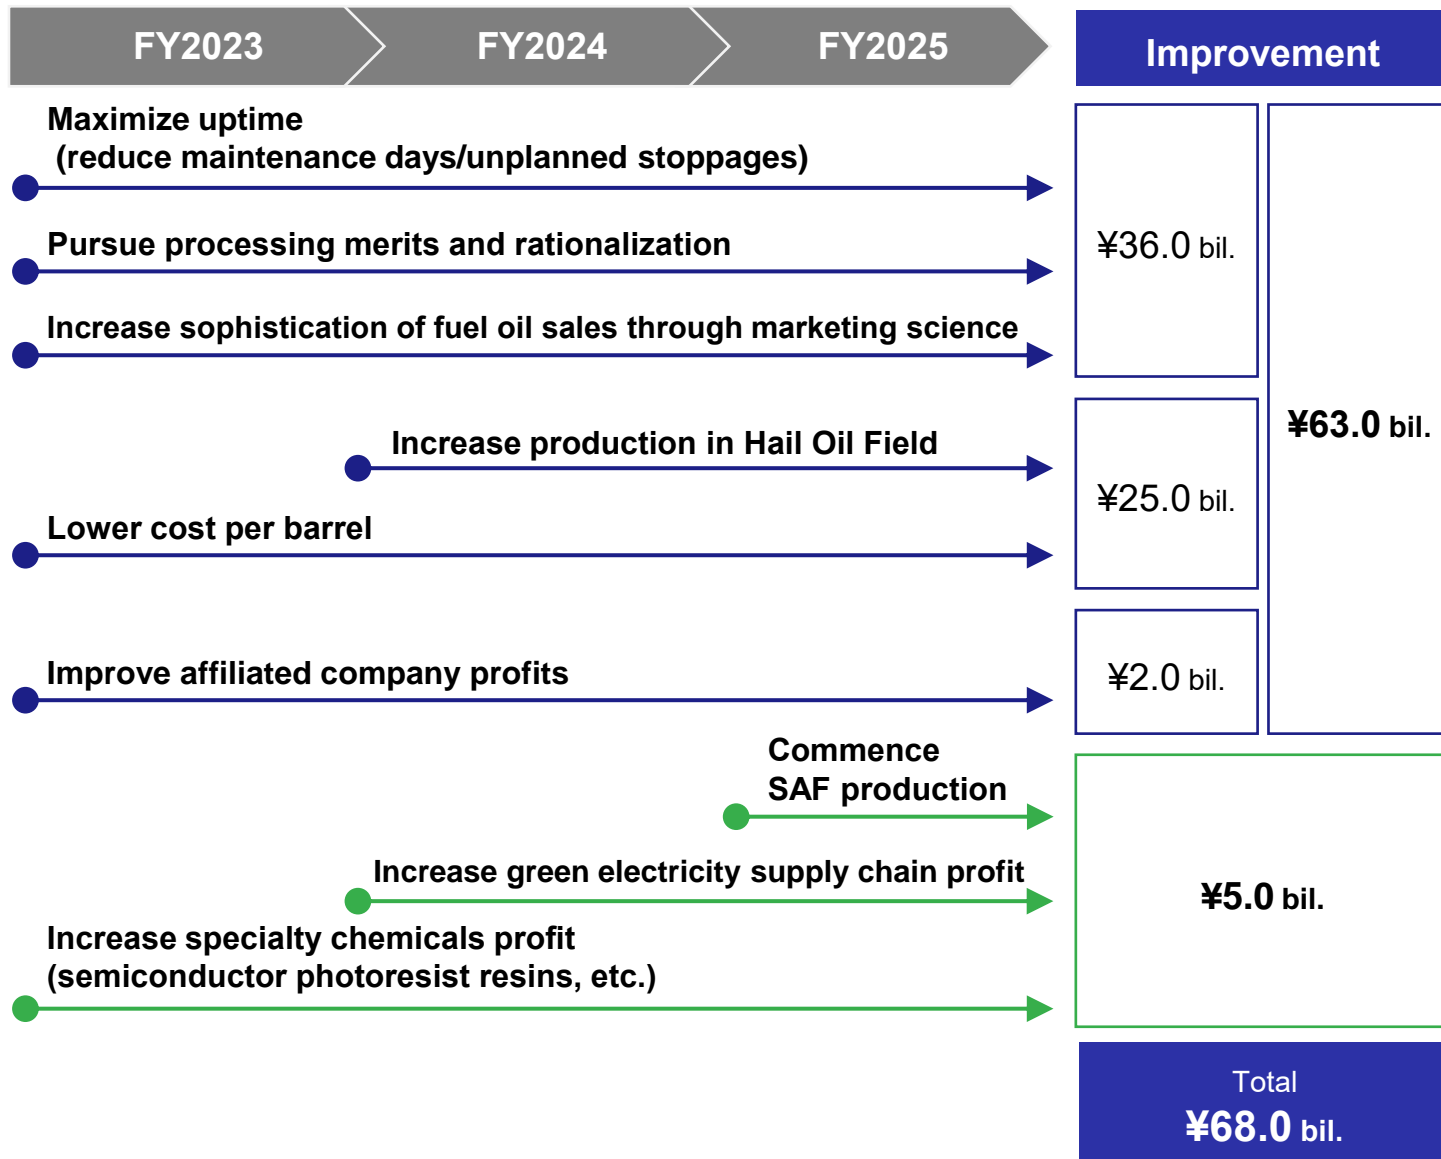 FY2023 FY2024 FY2025 Improvement
Maximize uptime
(reduce maintenance days/unplanned stoppages)
Pursue processing merits and rationalization
¥36.0 bil.
Increase sophistication of fuel oil sales through marketing science
¥63.0 bil.
Increase production in Hail Oil Field
¥25.0 bil.
Lower cost per barrel
Improve affiliated company profits
¥2.0 bil.
Commence
SAF production
Increase green electricity supply chain profit
¥5.0 bil.
Increase specialty chemicals profit
(semiconductor photoresist resins, etc.)
Total
¥68.0 bil.